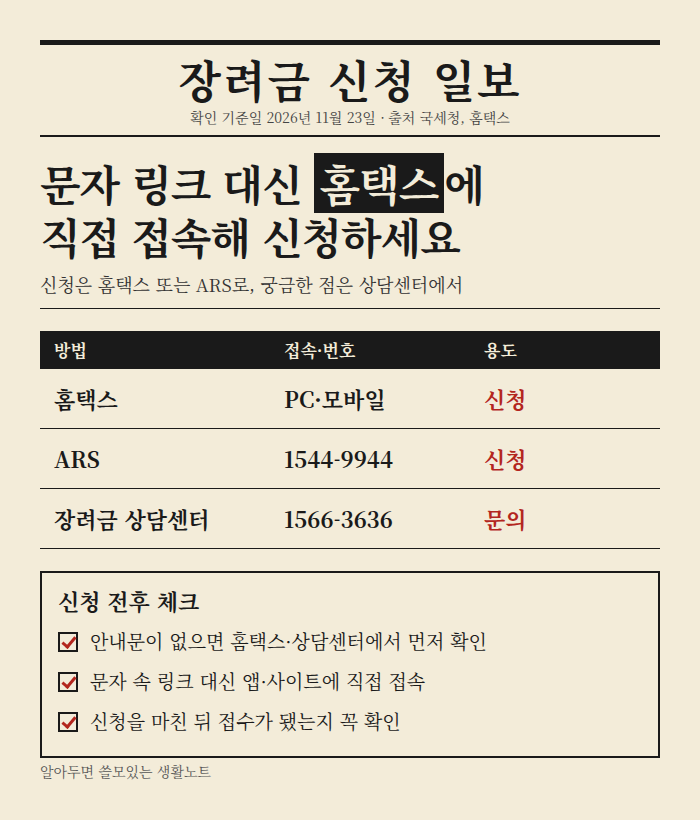 장려금 신청 일보
확인 기준일 2026년 11월 23일 · 출처 국세청, 홈택스
문자 링크 대신 홈택스에
직접 접속해 신청하세요
신청은 홈택스 또는 ARS로, 궁금한 점은 상담센터에서
방법 접속·번호 용도
홈택스 PC·모바일 신청
ARS 1544-9944 신청
장려금 상담센터 1566-3636 문의
신청 전후 체크
안내문이 없으면 홈택스·상담센터에서 먼저 확인
문자 속 링크 대신 앱·사이트에 직접 접속
신청을 마친 뒤 접수가 됐는지 꼭 확인
알아두면 쓸모있는 생활노트